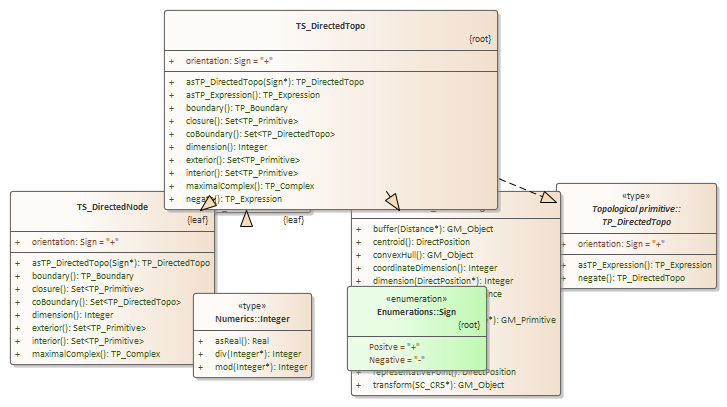 TS_DirectedTopo
{root}
+ orientation: Sign = "+"
+ asTP_DirectedTopo(Sign*): TP_DirectedTopo
+ asTP_Expression(): TP_Expression
+ boundary(): TP_Boundary
+ closure(): Set<TP_Primitive>
+ coBoundary(): Set<TP_DirectedTopo>
+ dimension(): Integer
+ exterior(): Set<TP_Primitive>
+ interior(): Set<TP_Primitive>
+ maximalComplex(): TP_Complex
+ negate(): TP_Expression
TS_DirectedNode
{leaf}
+ orientation: Sign = "+"
+ asTP_DirectedTopo(Sign*): TP_DirectedTopo
+ boundary(): TP_Boundary
+ closure(): Set<TP_Primitive>
+ coBoundary(): Set<TP_DirectedTopo>
+ dimension(): Integer
+ exterior(): Set<TP_Primitive>
+ interior(): Set<TP_Primitive>
+ maximalComplex(): TP_Complex
{leaf}
«type»
Numerics::Integer
+ asReal(): Real
+ div(Integer*): Integer
+ mod(Integer*): Integer
+ buffer(Distance*): GM_Object
+ centroid(): DirectPosition
+ convexHull(): GM_Object
+ coordinateDimension(): Integer
+ dimension(DirectPosition*): Integer
*): GM_Primitive
+ representativePoint(): DirectPosition
+ transform(SC_CRS*): GM_Object
«enumeration»
Enumerations::Sign
{root}
Positve = "+"
Negative = "-"
«type»
Topological primitive::
TP_DirectedTopo
+ orientation: Sign = "+"
+ asTP_Expression(): TP_Expression
+ negate(): TP_DirectedTopo